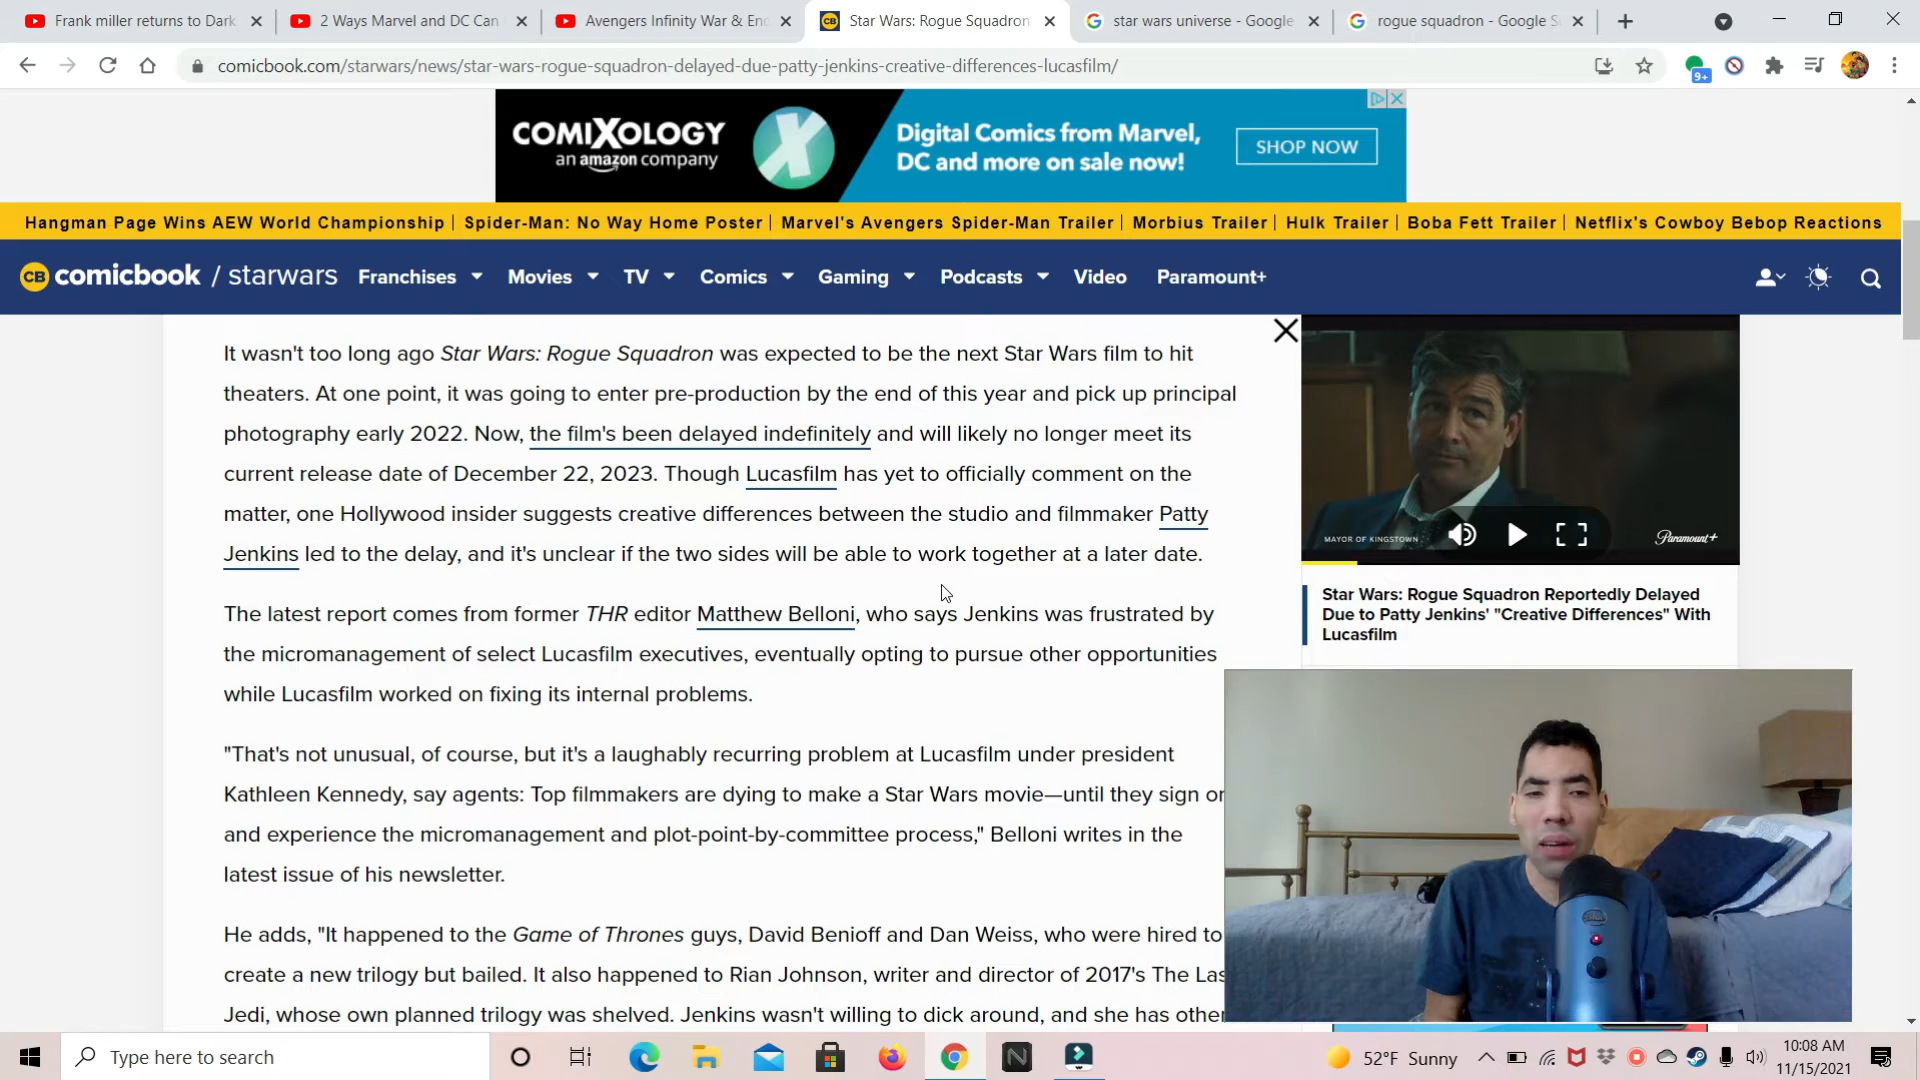 Frank miller returns to Dark
2 Ways Marvel and DC Can
Avengers Infinity War & En
Star Wars: Rogue Squadron
star wars universe - Google
rogue squadron - Google S
comicbook.com/starwars/news/star-wars-rogue-squadron-delayed-due-patty-jenkins-creative-differences-lucasfilm/
9+
COMIXOLOGY
an amazon company
Digital Comics from Marvel,
DC and more on sale now!
SHOP NOW
Hangman Page Wins AEW World Championship | Spider-Man: No Way Home Poster | Marvel's Avengers Spider-Man Trailer | Morbius Trailer | Hulk Trailer | Boba Fett Trailer | Netflix's Cowboy Bebop Reactions
CB comicbook / starwars Franchises Movies TV Comics Gaming Podcasts Video Paramount+
It wasn't too long ago Star Wars: Rogue Squadron was expected to be the next Star Wars film to hit
theaters. At one point, it was going to enter pre-production by the end of this year and pick up principal
photography early 2022. Now, the film's been delayed indefinitely and will likely no longer meet its
current release date of December 22, 2023. Though Lucasfilm has yet to officially comment on the
matter, one Hollywood insider suggests creative differences between the studio and filmmaker Patty
Jenkins led to the delay, and it's unclear if the two sides will be able to work together at a later date.
The latest report comes from former THR editor Matthew Belloni, who says Jenkins was frustrated by
the micromanagement of select Lucasfilm executives, eventually opting to pursue other opportunities
while Lucasfilm worked on fixing its internal problems.
"That's not unusual, of course, but it's a laughably recurring problem at Lucasfilm under president
Kathleen Kennedy, say agents: Top filmmakers are dying to make a Star Wars movie—until they sign on
and experience the micromanagement and plot-point-by-committee process," Belloni writes in the
latest issue of his newsletter.
He adds, "It happened to the Game of Thrones guys, David Benioff and Dan Weiss, who were hired to
create a new trilogy but bailed. It also happened to Rian Johnson, writer and director of 2017's The Las
Jedi, whose own planned trilogy was shelved. Jenkins wasn't willing to dick around, and she has other
MAYOR OF KINGSTOWN
Paramount+
Star Wars: Rogue Squadron Reportedly Delayed
Due to Patty Jenkins' "Creative Differences" With
Lucasfilm
Type here to search
52°F Sunny
10:08 AM
11/15/2021